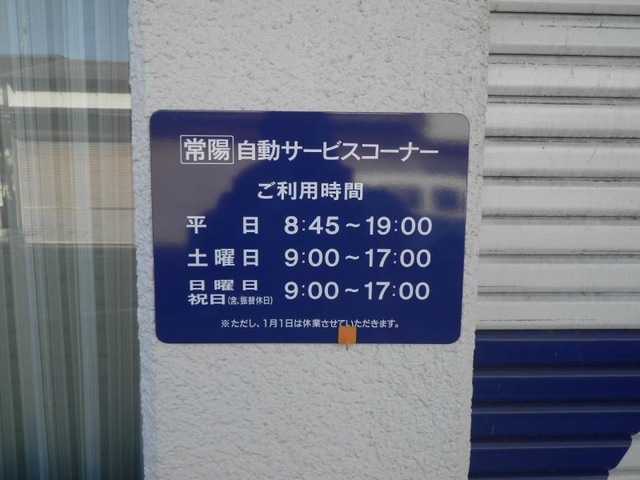 常陽 自動サービスコーナー
ご利用時間
平 日 8:45～19:00
土曜日 9:00～17:00
日曜日
祝日(含、振替休日) 9:00～17:00
※ただし、1月1日は休業させていただきます。